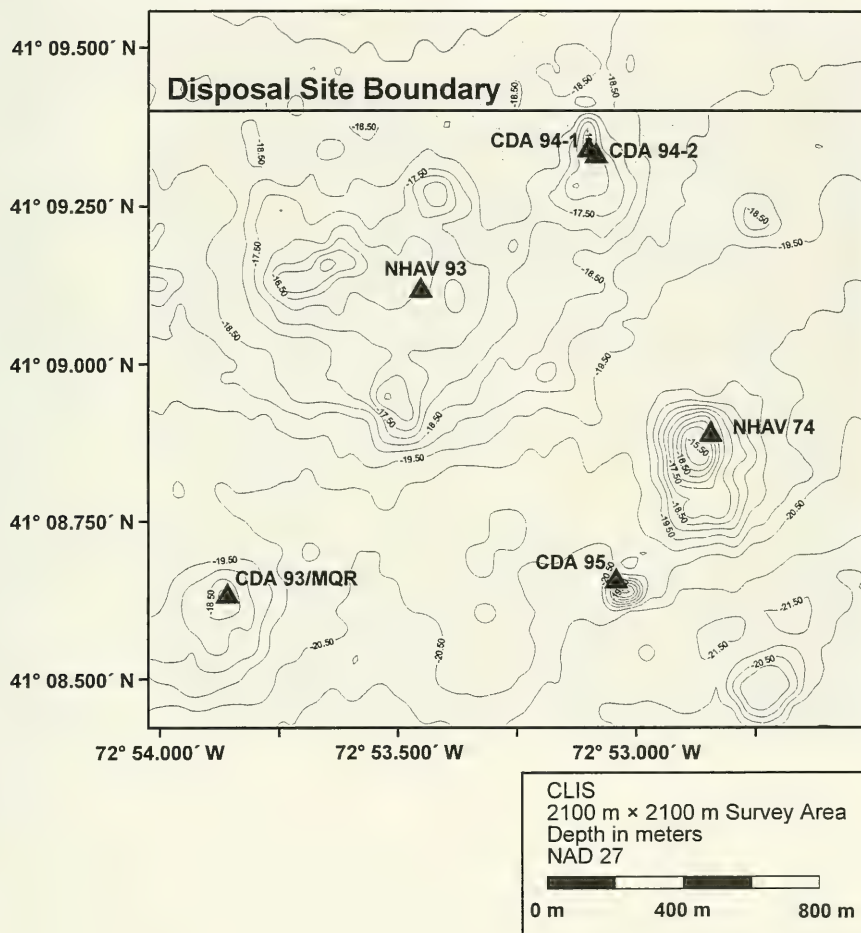 41° 09.500´ N
-18.50
-18.50
Disposal Site Boundary
-18.50
-18.50
CDA 94-1
CDA 94-2
-17.50
41° 09.250´ N
-17.50
-18.50
-17.50
-19.50
NHAV 93
-16.50
-18.50
-18.50
41° 09.000´ N
-18.50
-17.50
-18.50
NHAV 74
-15.50
-19.50
-16.50
-17.50
-18.50
-19.50
-20.50
41° 08.750´ N
-19.50
CDA 95
-20.50
CDA 93/MQR
-18.50
-21.50
-20.50
-20.50
-21.50
-20.50
41° 08.500´ N
72° 54.000´ W
72° 53.500´ W
72° 53.000´ W
CLIS
2100 m × 2100 m Survey Area
Depth in meters
NAD 27
0 m
400 m
800 m